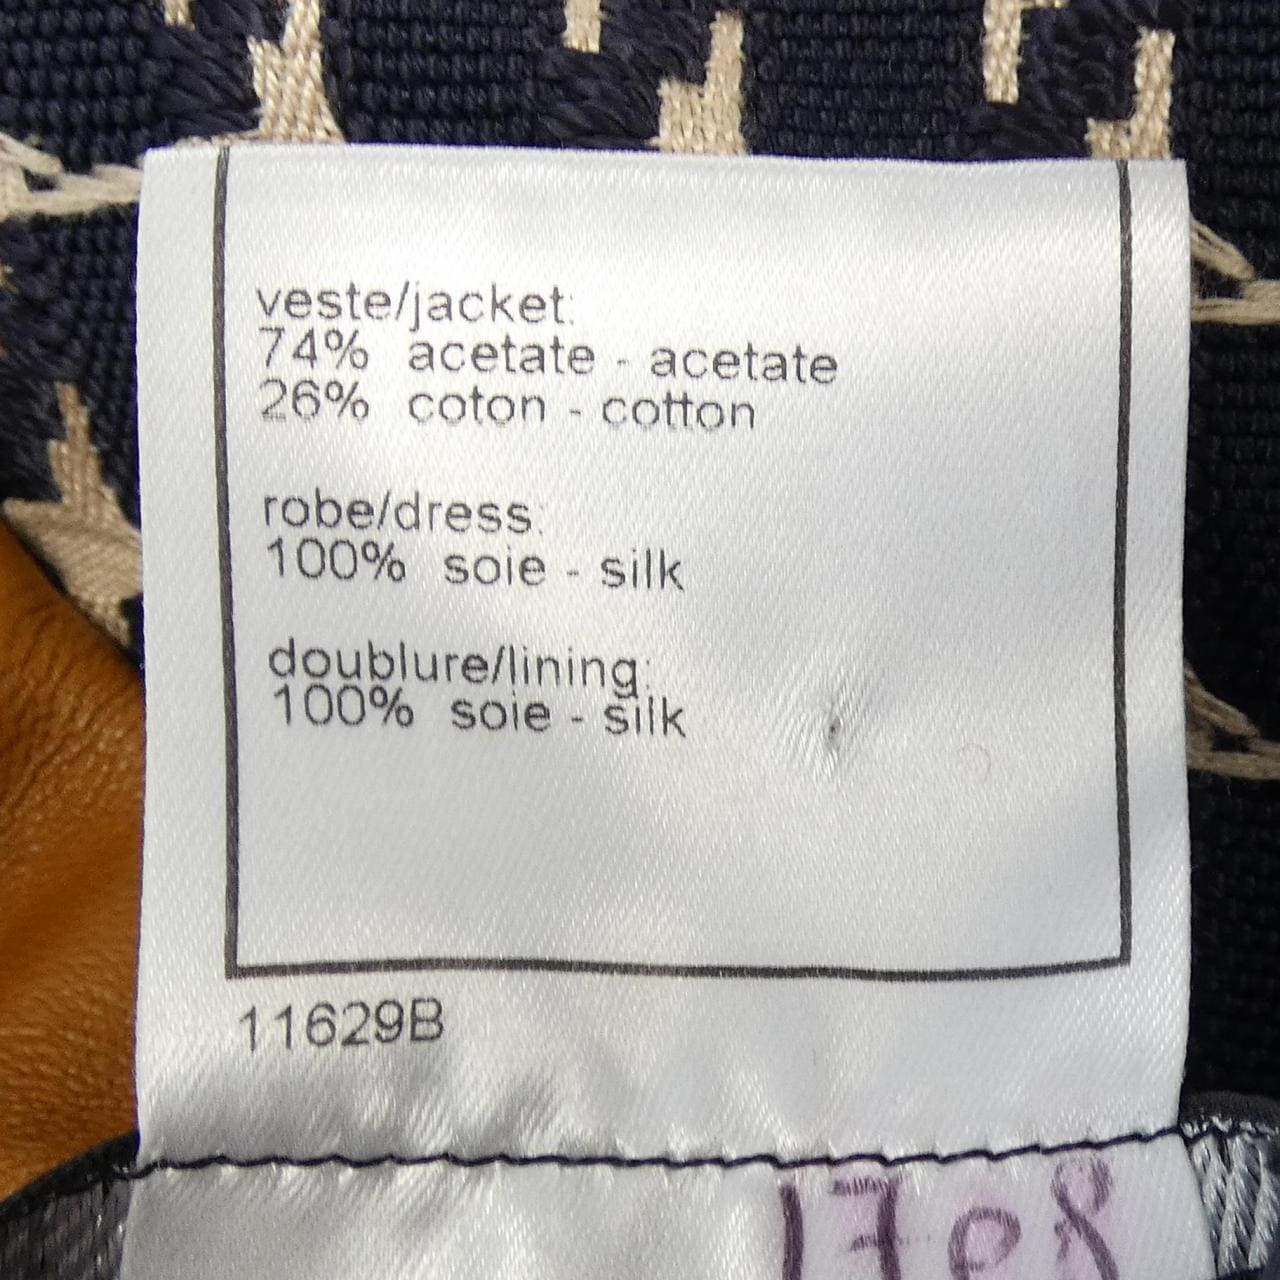 veste/jacket:
74% acetate - acetate
26% coton - cotton
robe/dress:
100% soie - silk
doublure/lining:
100% soie - silk
11629B
1708